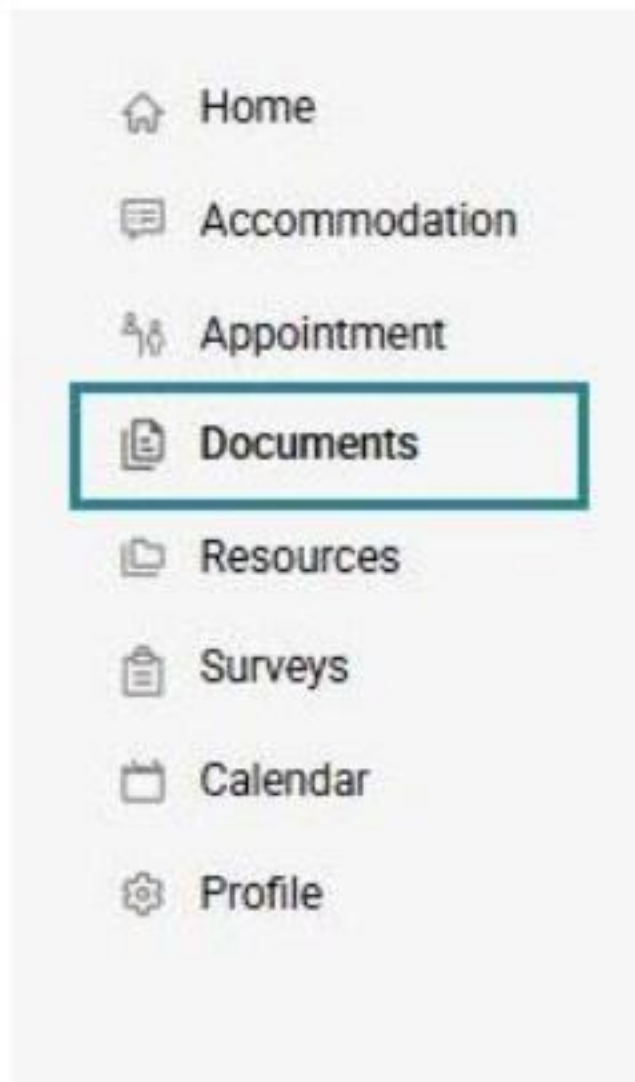 Home
Accommodation
Appointment
Documents
Resources
Surveys
Calendar
Profile